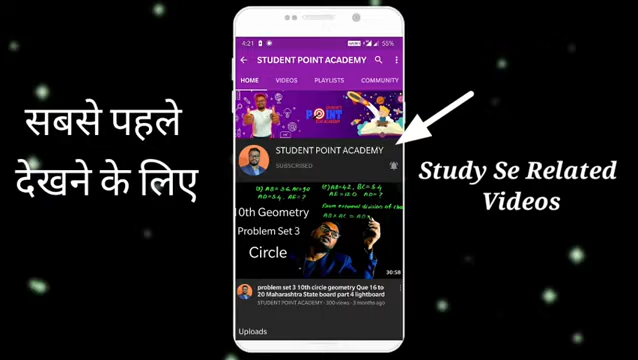 4:21
55%
STUDENT POINT ACADEMY
HOME
VIDEOS
PLAYLISTS
COMMUNITY
STUDENT
POINT
सबसे पहले
देखने के लिए
STUDENT POINT ACADEMY
SUBSCRIBED
Study Se Related
Videos
10th Geometry
Problem Set 3
Circle
30:58
problem set 3 10th circle geometry Que 16 to
20 Maharashtra State board part 4 lightboard
STUDENT POINT ACADEMY · 300 views · 3 months ago
Uploads